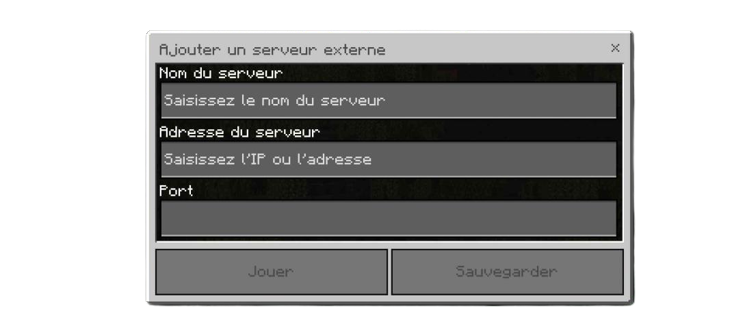 Ajouter un serveur externe ×
Nom du serveur
Saisissez le nom du serveur
Adresse du serveur
Saisissez l'IP ou l'adresse
Port
Jouer
Sauvegarder